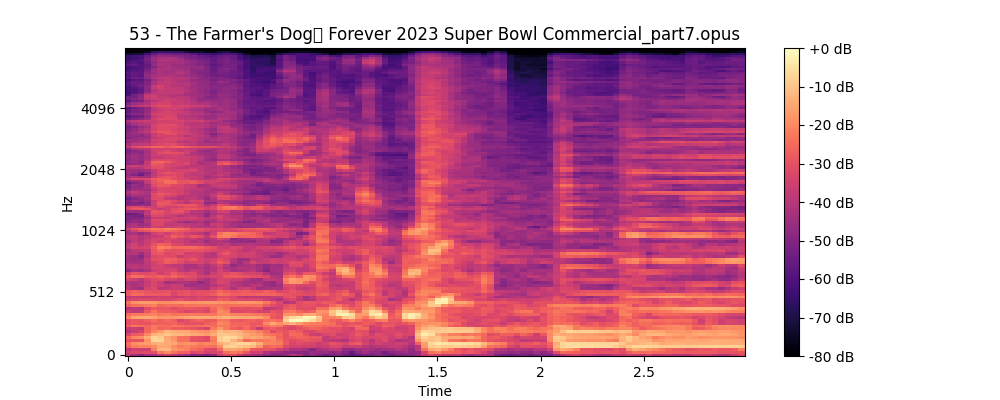 53 - The Farmer's Dog▯ Forever 2023 Super Bowl Commercial_part7.opus
+0 dB
-10 dB
-20 dB
-30 dB
-40 dB
-50 dB
-60 dB
-70 dB
-80 dB
4096
2048
1024
512
0
Hz
0
0.5
1
1.5
2
2.5
Time